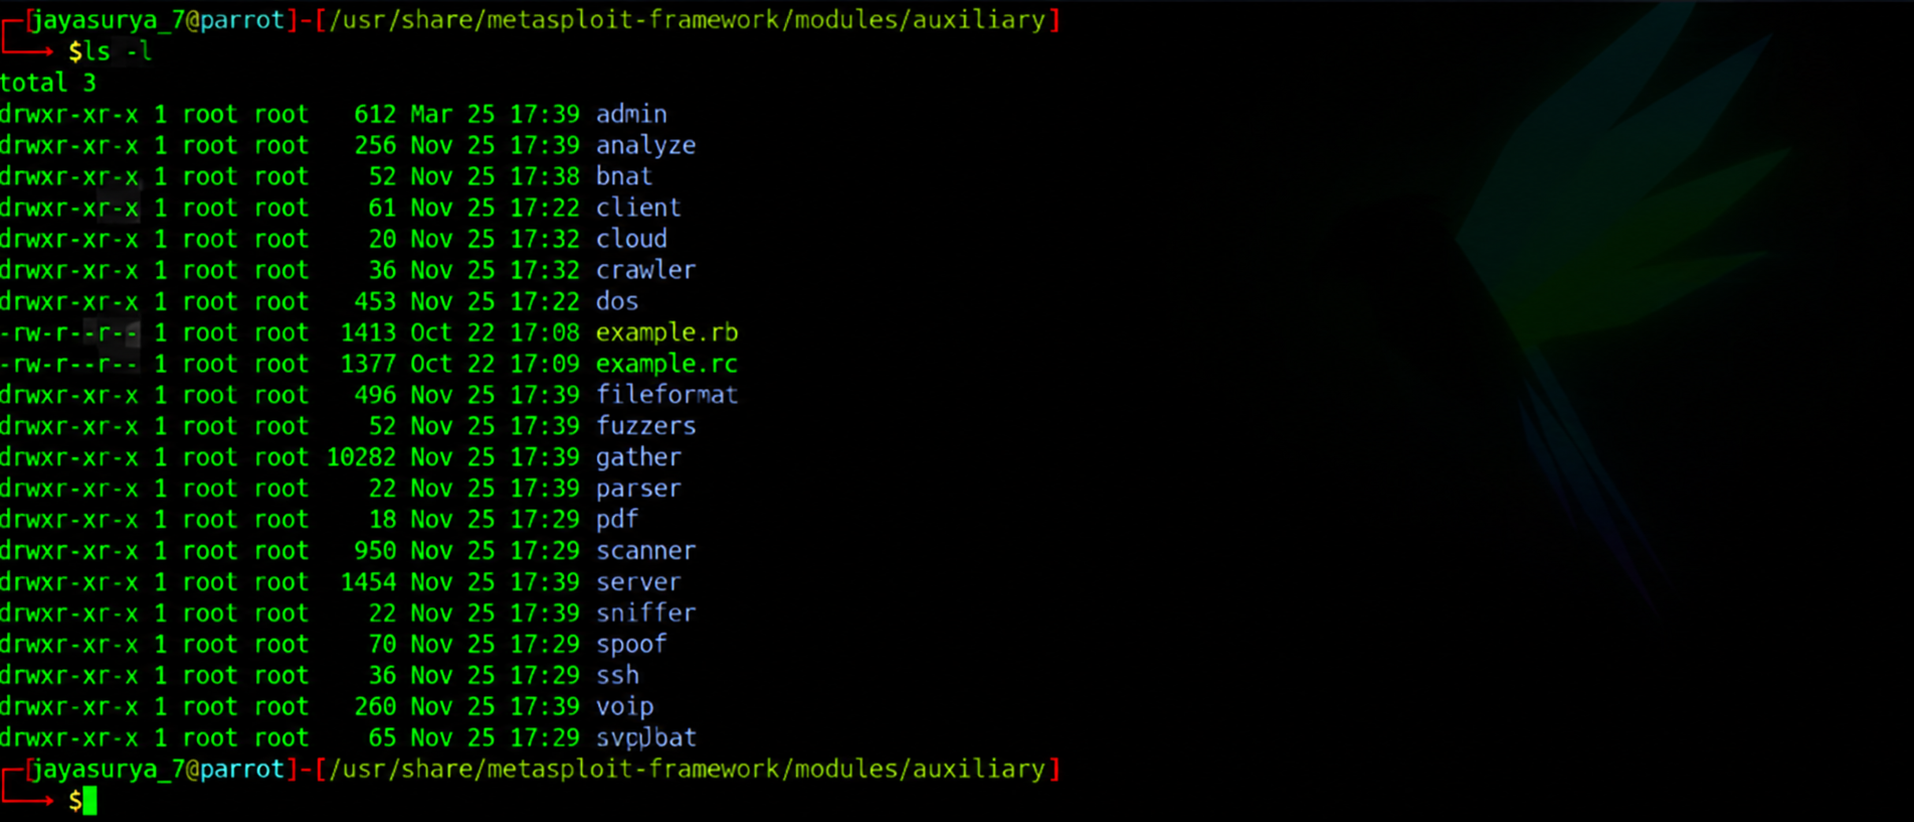 ┌─[jayasurya_7@parrot]-[/usr/share/metasploit-framework/modules/auxiliary]
└──→ $ls -l
total 3
drwxr-xr-x 1 root root   612 Mar 25 17:39 admin
drwxr-xr-x 1 root root   256 Nov 25 17:39 analyze
drwxr-xr-x 1 root root    52 Nov 25 17:38 bnat
drwxr-xr-x 1 root root    61 Nov 25 17:22 client
drwxr-xr-x 1 root root    20 Nov 25 17:32 cloud
drwxr-xr-x 1 root root    36 Nov 25 17:32 crawler
drwxr-xr-x 1 root root   453 Nov 25 17:22 dos
-rw-r--r-- 1 root root  1413 Oct 22 17:08 example.rb
-rw-r--r-- 1 root root  1377 Oct 22 17:09 example.rc
drwxr-xr-x 1 root root   496 Nov 25 17:39 fileformat
drwxr-xr-x 1 root root    52 Nov 25 17:39 fuzzers
drwxr-xr-x 1 root root 10282 Nov 25 17:39 gather
drwxr-xr-x 1 root root    22 Nov 25 17:39 parser
drwxr-xr-x 1 root root    18 Nov 25 17:29 pdf
drwxr-xr-x 1 root root   950 Nov 25 17:29 scanner
drwxr-xr-x 1 root root  1454 Nov 25 17:39 server
drwxr-xr-x 1 root root    22 Nov 25 17:39 sniffer
drwxr-xr-x 1 root root    70 Nov 25 17:29 spoof
drwxr-xr-x 1 root root    36 Nov 25 17:29 ssh
drwxr-xr-x 1 root root   260 Nov 25 17:39 voip
drwxr-xr-x 1 root root    65 Nov 25 17:29
┌─[jayasurya_7@parrot]-[/usr/share/metasploit-framework/modules/auxiliary]
└──→ $